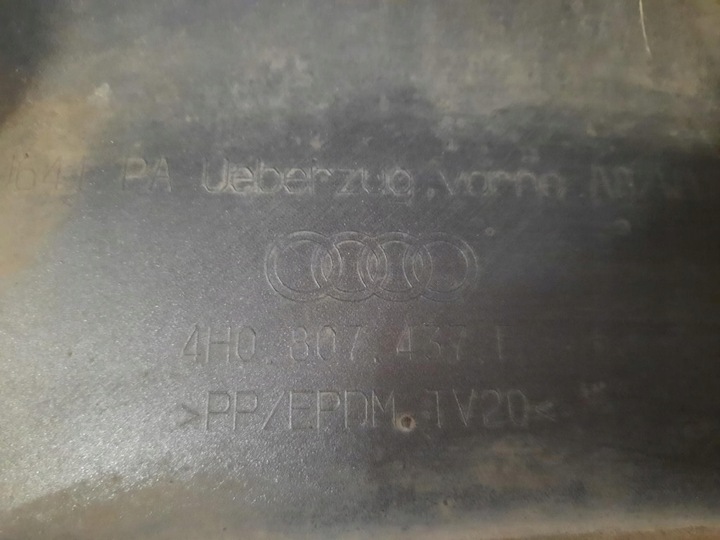 PA Ueberzug, vorne
4H0.807.437
>PP/EPDM.TV20<